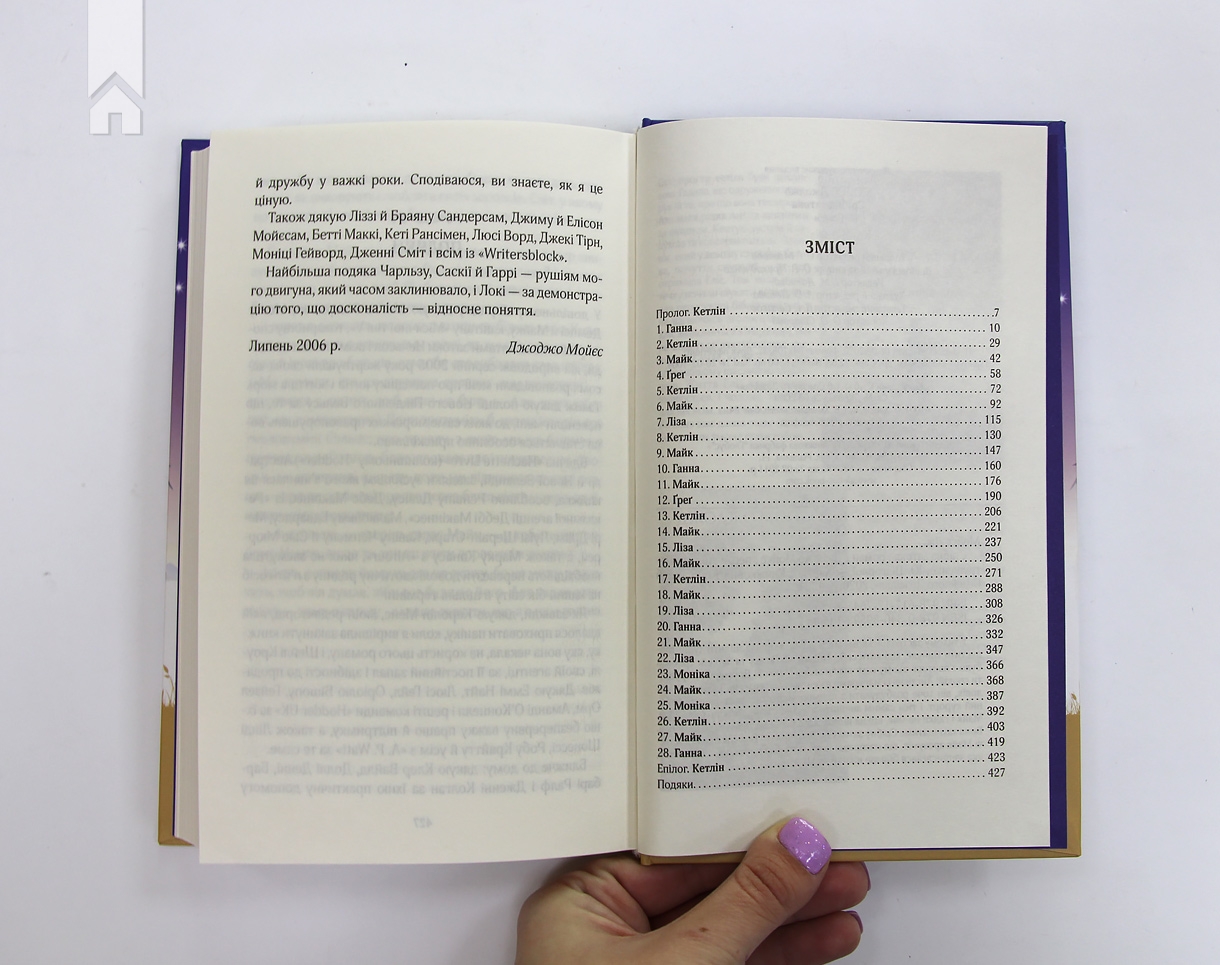 й дружбу у важкі роки. Сподіваюся, ви знаєте, як я це
ціную.
Також дякую Ліззі й Браяну Сандерсам, Джиму й Елісон
Мойєсам, Бетті Маккі, Кеті Рансімен, Люсі Ворд, Джекі Тірн,
Моніці Гейворд, Дженні Сміт і всім із «Writersblock».
Найбільша подяка Чарльзу, Саскії й Гаррі — рушіям мо-
го двигуна, який часом заклинювало, і Локі — за демонстра-
цію того, що досконалість — відносне поняття.
Липень 2006 р. Джоджо Мойєс
ЗМІСТ
Пролог. Кетлін 7
1. Ганна 10
2. Кетлін 29
3. Майк 42
4. Ґреґ 58
5. Кетлін 72
6. Майк 92
7. Ліза 115
8. Кетлін 130
9. Майк 147
10. Ганна 160
11. Майк 176
12. Ґреґ 190
13. Кетлін 206
14. Майк 221
15. Ліза 237
16. Майк 250
17. Кетлін 271
18. Майк 288
19. Ліза 308
20. Ганна 326
21. Майк 332
22. Ліза 347
23. Моніка 366
24. Майк 368
25. Моніка 387
26. Кетлін 392
27. Майк 403
28. Ганна 419
Епілог. Кетлін 423
Подяки 427